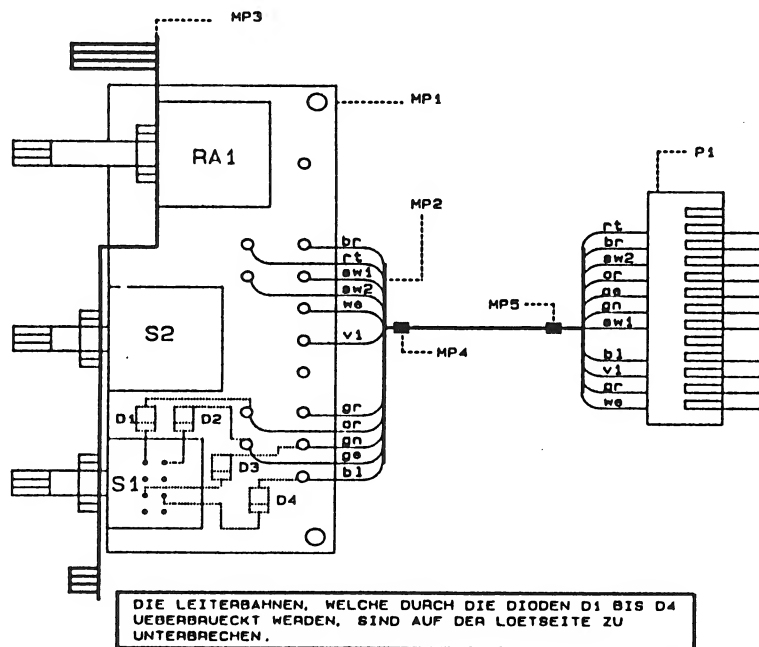 MP3
MP1
RA1
P1
MP2
br
rt
sw1
sw2
we
vi
rt
br
sw2
or
ge
gn
sw1
bl
vi
gr
we
S2
MP5
MP4
D1
D2
gr
or
gn
ge
bl
D3
S1
D4
DIE LEITERBAHNEN, WELCHE DURCH DIE DIODEN D1 BIS D4
UEBERBRUECKT WERDEN, SIND AUF DER LOETSEITE ZU
UNTERBRECHEN.